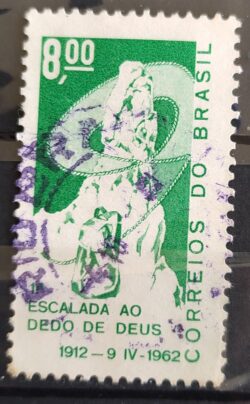 8,00
CORREIOS DO BRASIL
ESCALADA AO
DEDO DE DEUS
1912 — 9 IV - 1962